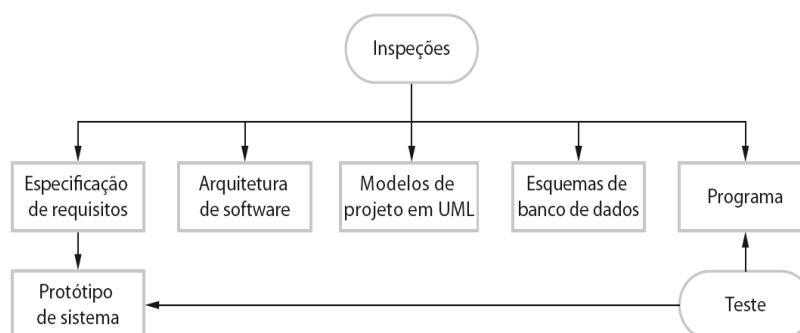 Inspeções
Especificação
de requisitos
Arquitetura
de software
Modelos de
projeto em UML
Esquemas de
banco de dados
Programa
Protótipo
de sistema
Teste